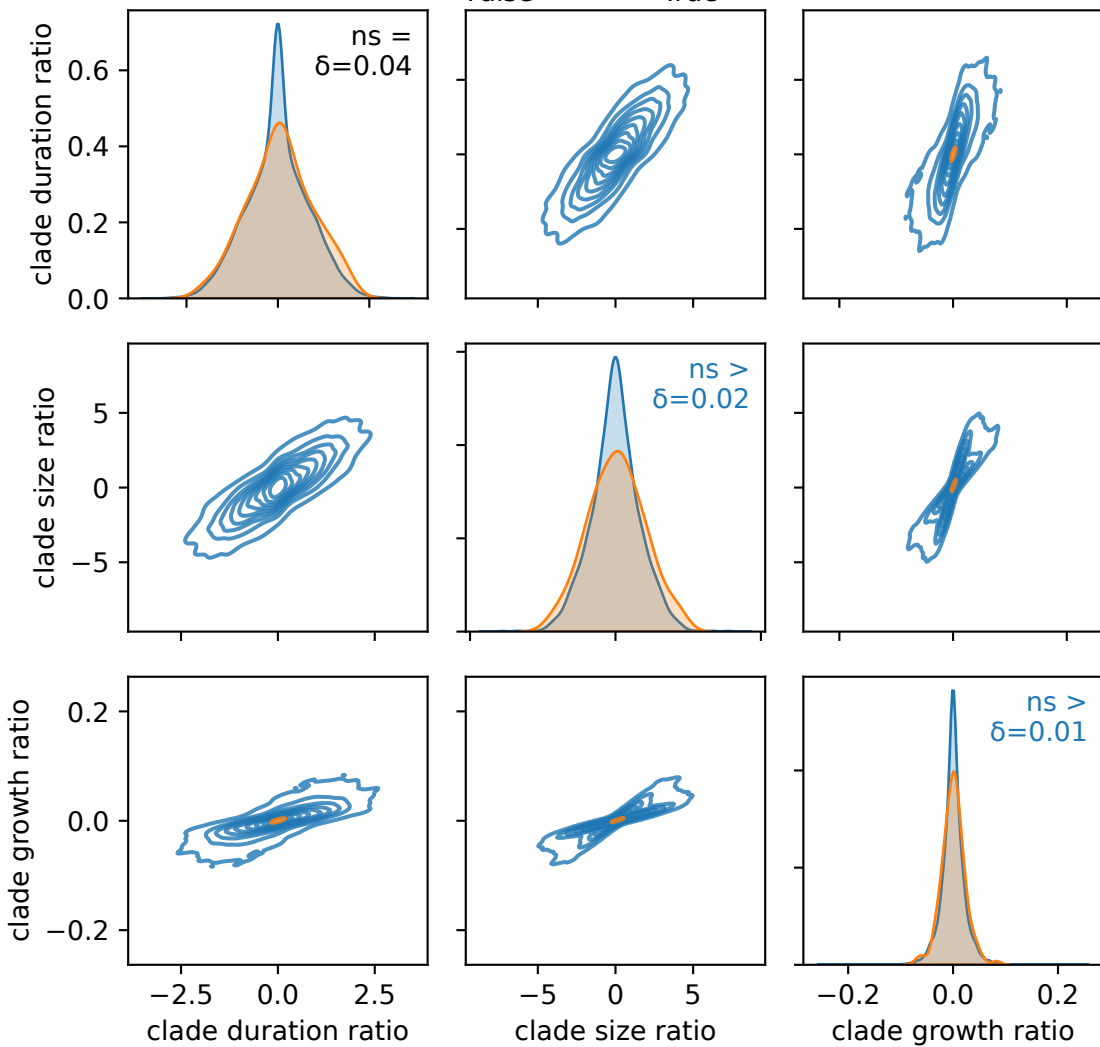 ns =
δ=0.04
clade duration ratio
0.6
0.4
0.2
0.0
ns >
δ=0.02
clade size ratio
5
0
−5
ns >
δ=0.01
clade growth ratio
0.2
0.0
−0.2
−2.5 0.0 2.5
−5 0 5
−0.2 0.0 0.2
clade duration ratio
clade size ratio
clade growth ratio